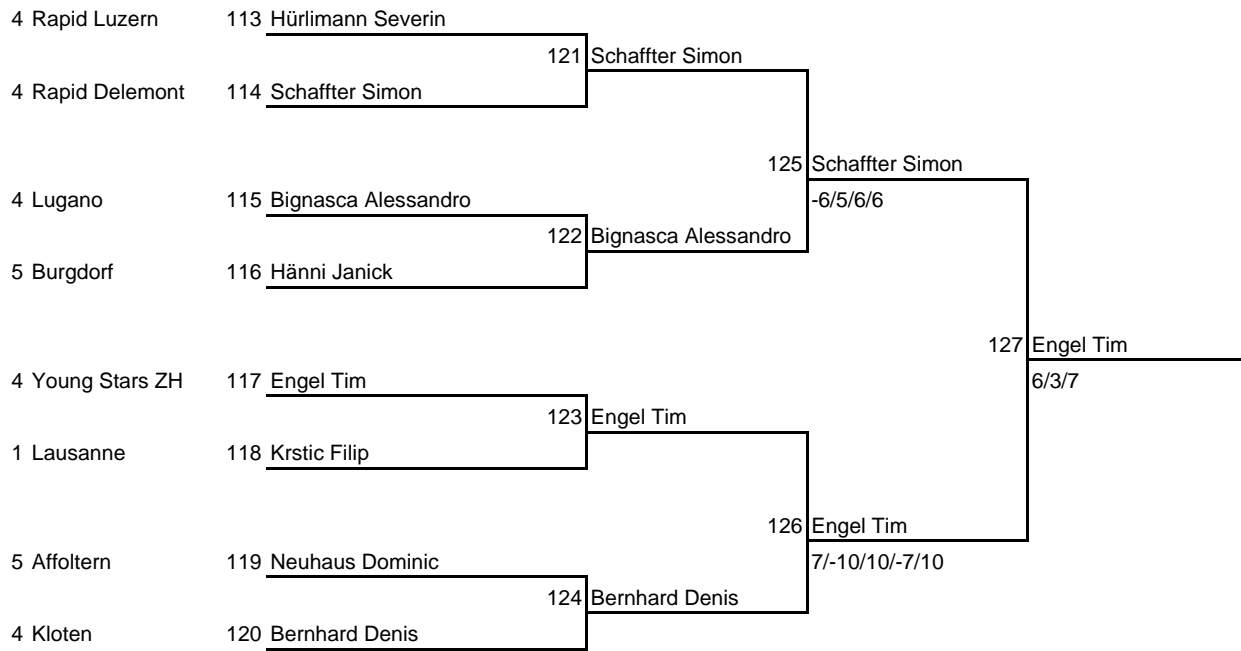 4 Rapid Luzern 113 Hürlimann Severin
121 Schaffter Simon
4 Rapid Delemont 114 Schaffter Simon
125 Schaffter Simon
4 Lugano 115 Bignasca Alessandro -6/5/6/6
122 Bignasca Alessandro
5 Burgdorf 116 Hänni Janick
127 Engel Tim
4 Young Stars ZH 117 Engel Tim 6/3/7
123 Engel Tim
1 Lausanne 118 Krstic Filip
126 Engel Tim
5 Affoltern 119 Neuhaus Dominic 7/-10/10/-7/10
124 Bernhard Denis
4 Kloten 120 Bernhard Denis